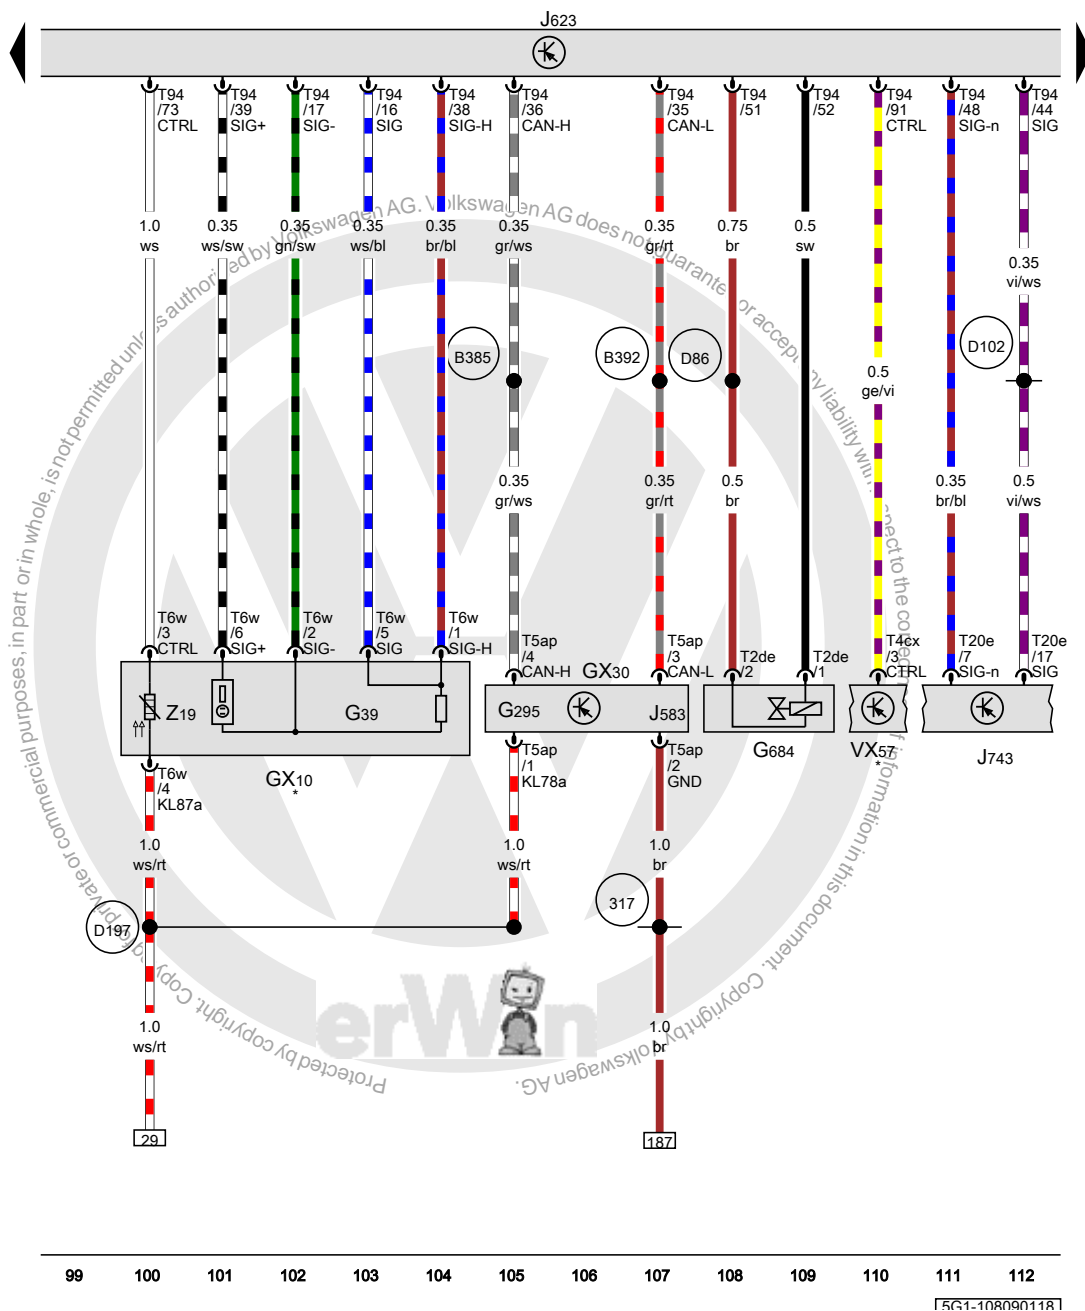 J623
T94 T94 T94 T94 T94 T94 T94 T94 T94 T94 T94 T94
/73 /39 /17 /16 /38 /36 /35 /51 /52 /91 /48 /44
CTRL SIG+ SIG- SIG SIG-H CAN-H CAN-L CTRL SIG-n SIG
1.0 0.35 0.35 0.35 0.35 0.35 0.35 0.75 0.5
ws ws/sw gn/sw ws/bl br/bl gr/ws gr/rt br sw
0.35
vi/ws
B385 B392 D86 D102
0.5
ge/vi
0.35 0.35 0.5 0.35 0.5
gr/ws gr/rt br br/bl vi/ws
T6w T6w T6w T6w T6w
/3 /6 /2 /5 /1
CTRL SIG+ SIG- SIG SIG-H
T5ap T5ap T2de T2de T4cx T20e T20e
/4 /3 /2 /1 /3 /7 /17
CAN-H GX30 CAN-L CTRL SIG-n SIG
Z19 G39 G295 J583
G684 VX57 J743
*
T5ap T5ap
/1 /2
KL78a GND
T6w
/4
KL87a
GX10
*
1.0 1.0 1.0
ws/rt ws/rt br
D197 317
1.0 1.0
ws/rt br
29 187
99 100 101 102 103 104 105 106 107 108 109 110 111 112
5G1-108090118
erWin